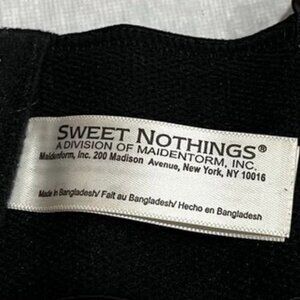 SWEET NOTHINGS®
A DIVISION OF MAIDENTORM, INC.
Maidenform, Inc. 200 Madison Avenue, New York, NY 10016
Made in Bangladesh/ Fait au Bangladesh/ Hecho en Bangladesh